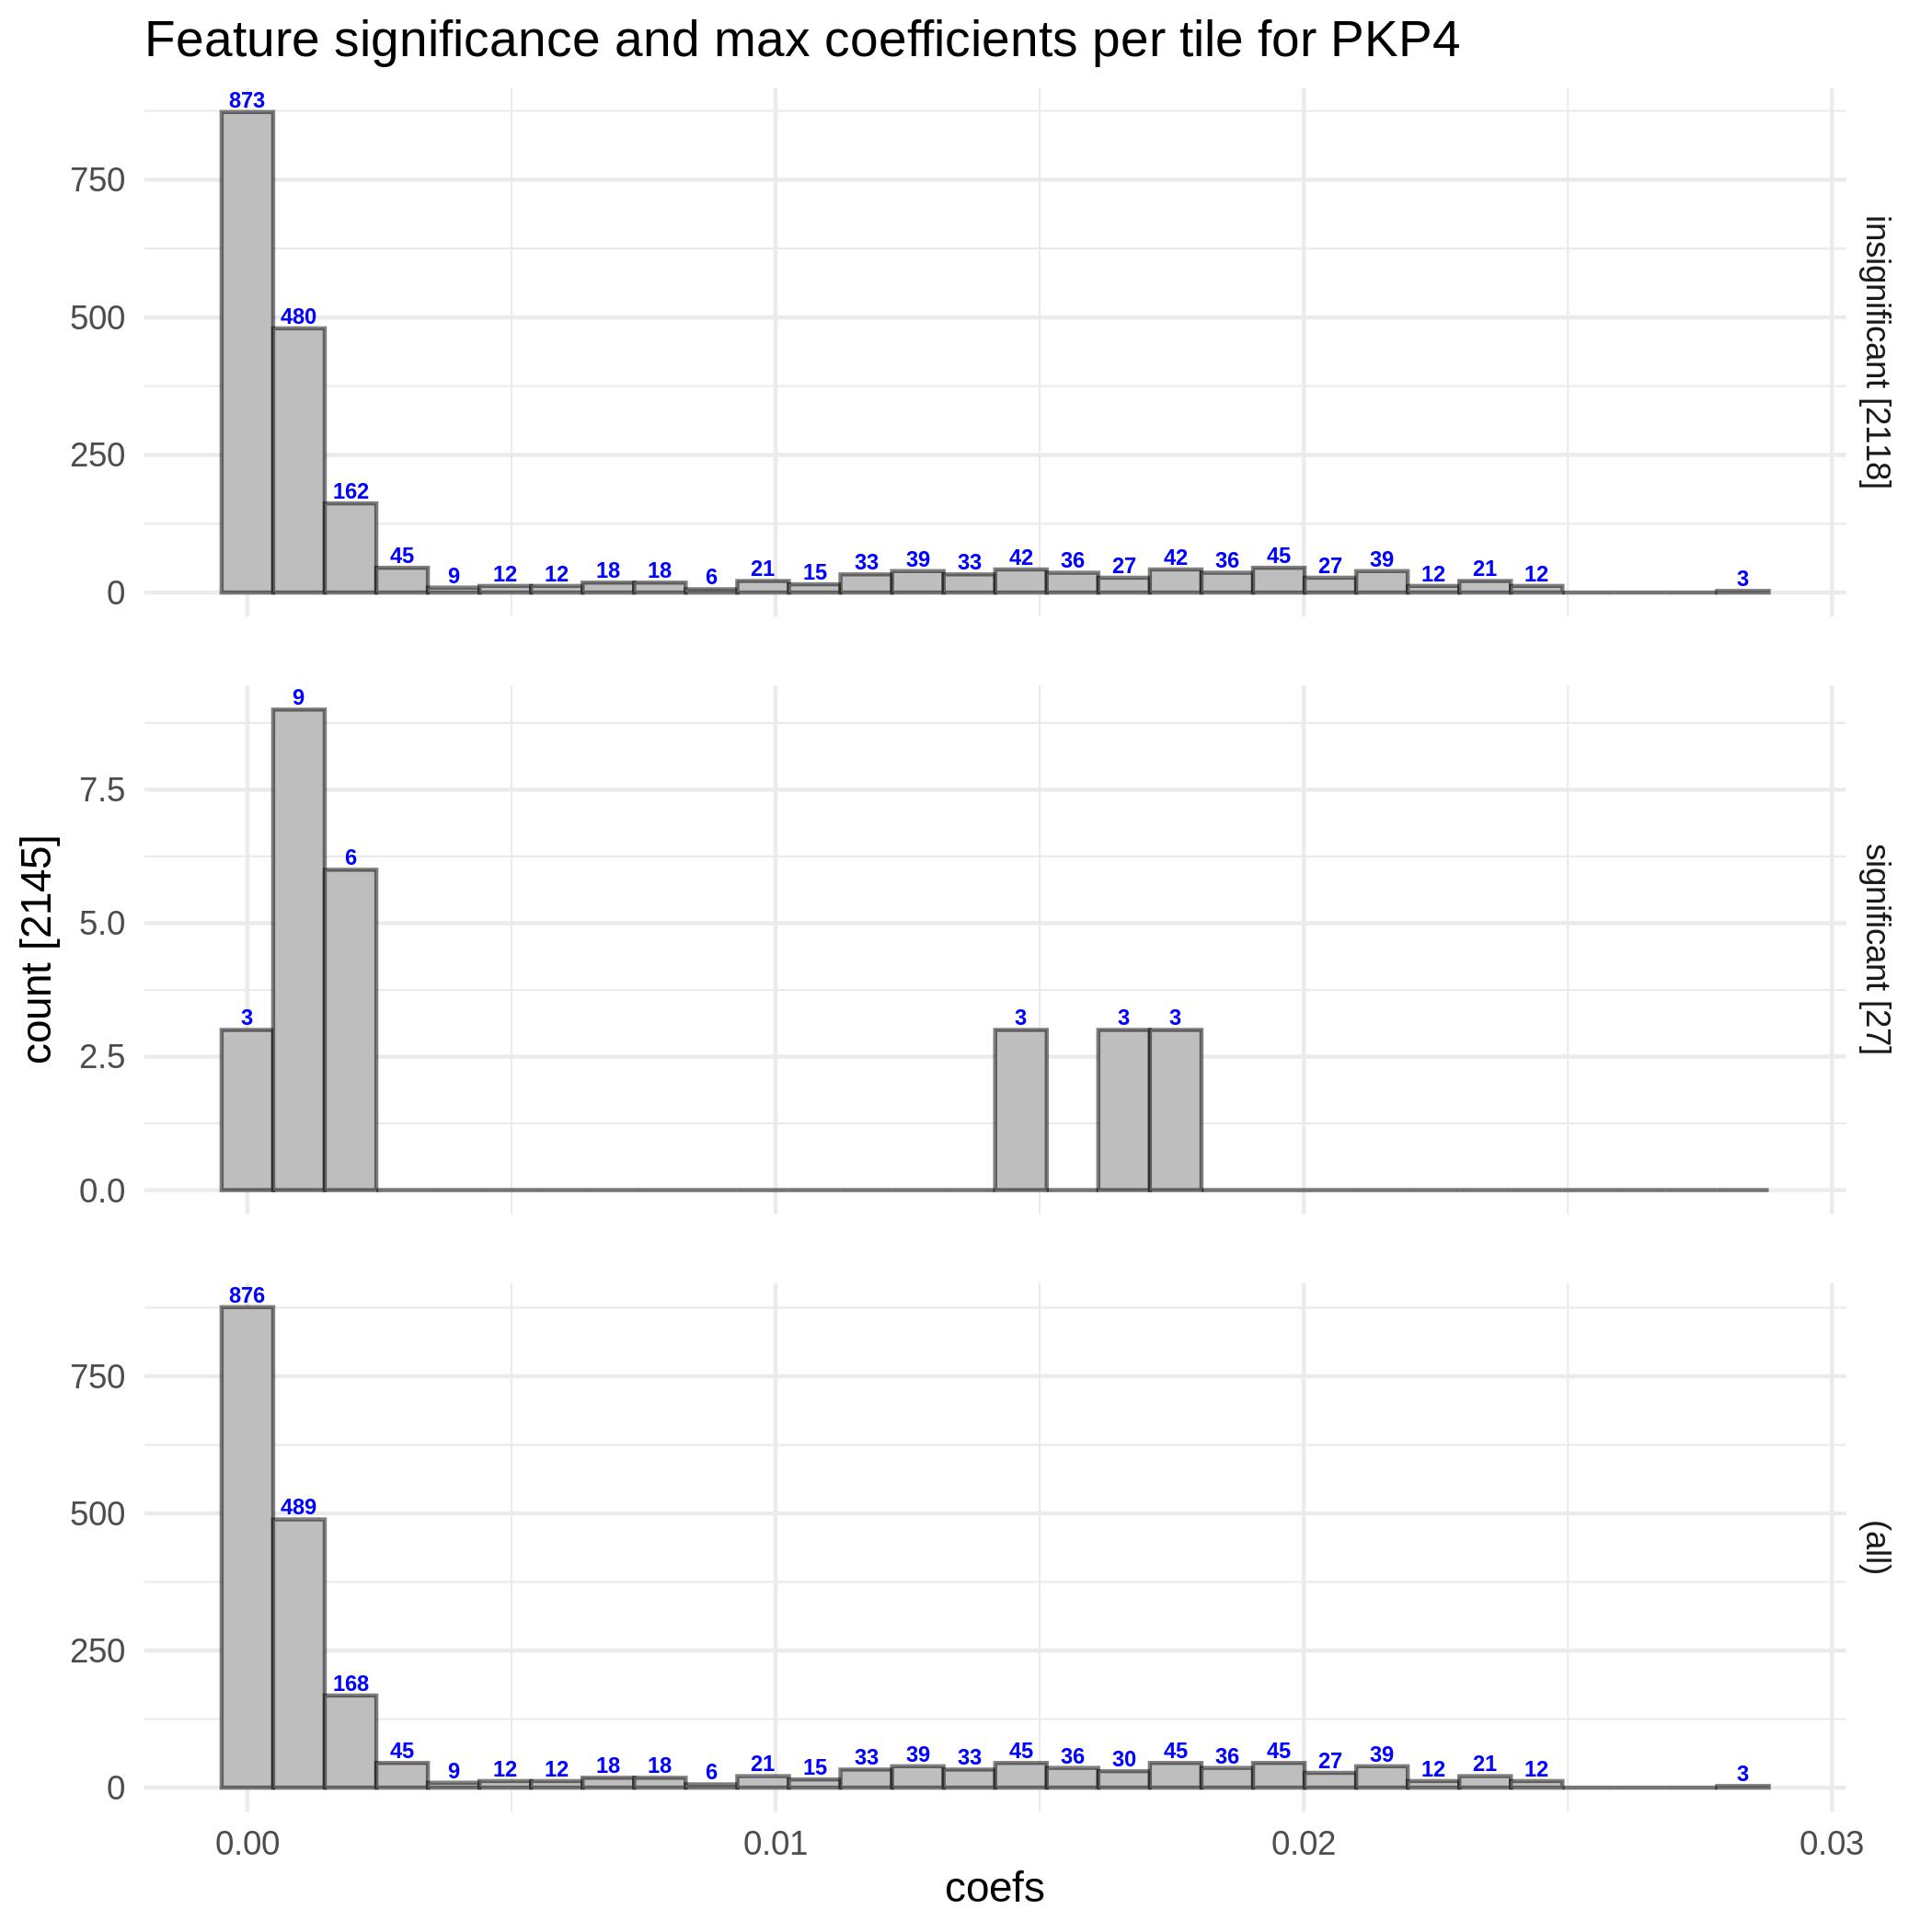 Feature significance and max coefficients per tile for PKP4
873
750
480
500
250
162
45 9 12 12 18 18 6 21 15 33 39 33 42 36 27 42 36 45 27 39 12 21 12 3
0
insignificant [2118]
9
7.5
6
5.0
3 3 3 3
2.5
0.0
significant [27]
count [2145]
876
750
489
500
250
168
45 9 12 12 18 18 6 21 15 33 39 33 45 36 30 45 36 45 27 39 12 21 12 3
0
(all)
0.00 0.01 0.02 0.03
coefs